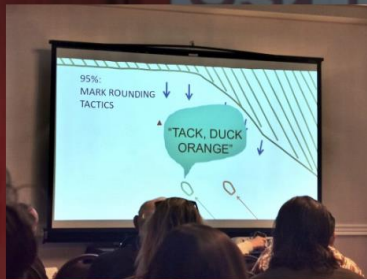 95%:
MARK ROUNDING
TACTICS
"TACK, DUCK
ORANGE"